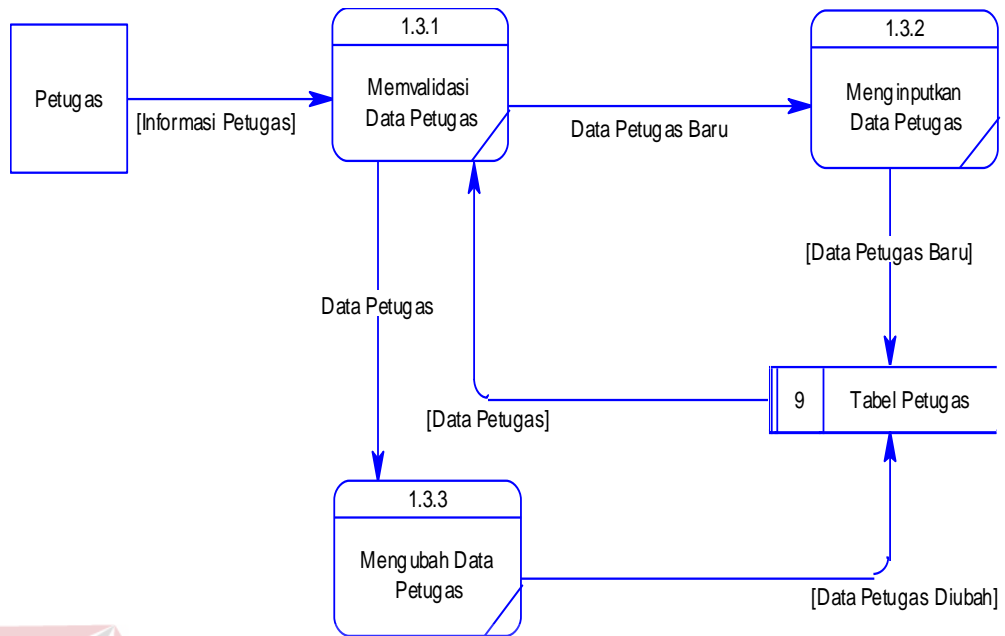 1.3.1
1.3.2
Petugas
Memvalidasi
Data Petugas
Menginputkan
Data Petugas
[Informasi Petugas]
Data Petugas Baru
[Data Petugas Baru]
Data Petugas
9
Tabel Petugas
[Data Petugas]
1.3.3
Mengubah Data
Petugas
[Data Petugas Diubah]